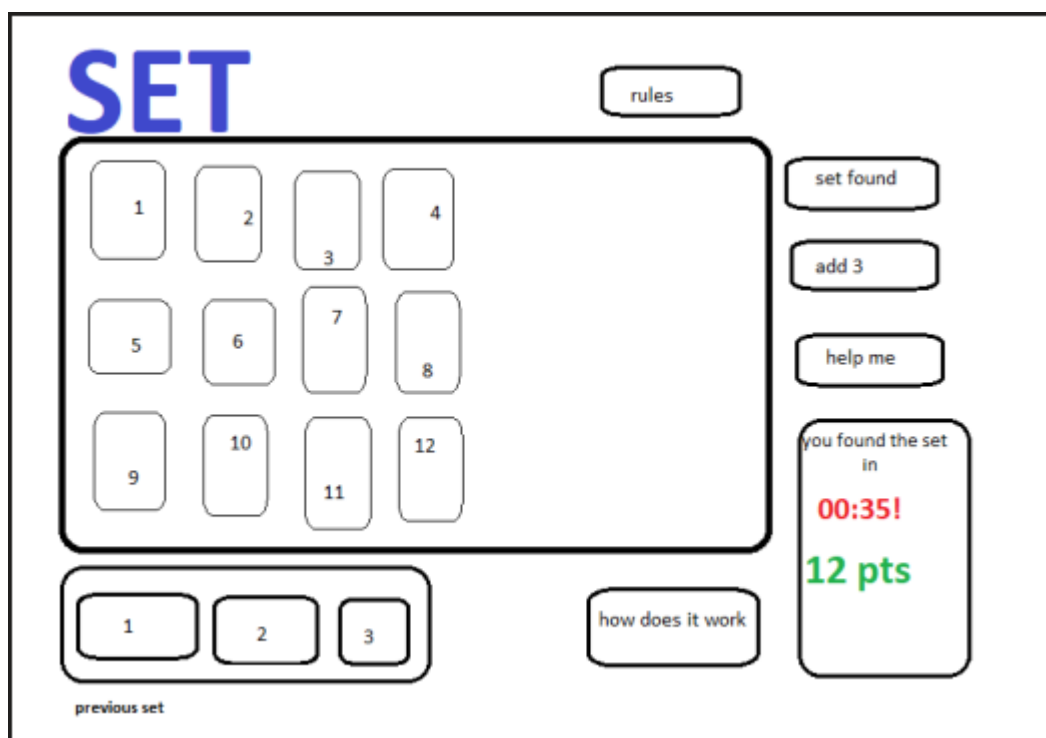 SET
rules
1
2
3
4
set found
add 3
5
6
7
8
help me
9
10
11
12
you found the set
in
00:35!
12 pts
1
2
3
how does it work
previous set